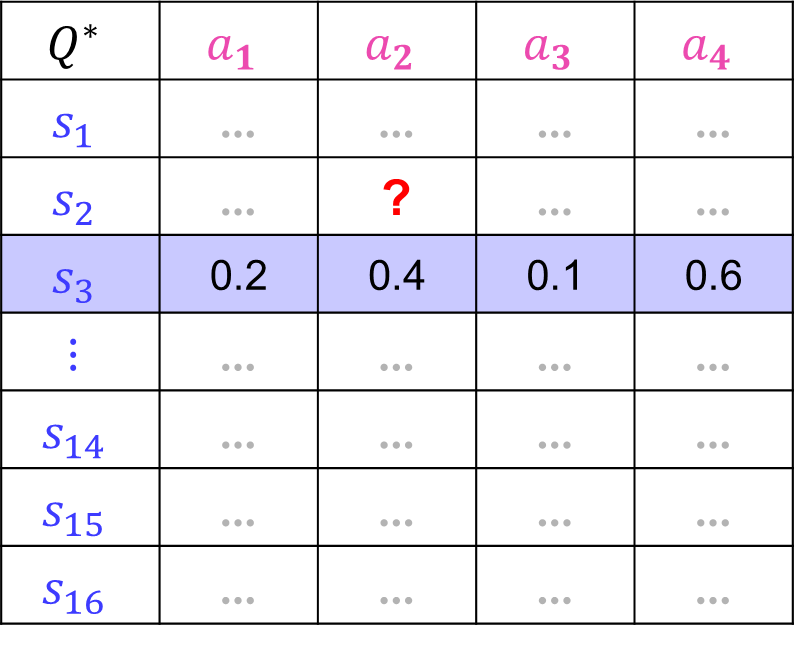 Q* a₁ a₂ a₃ a₄
s₁ ... ... ... ...
s₂ ... ? ... ...
s₃ 0.2 0.4 0.1 0.6
⋮ ... ... ... ...
s₁₄ ... ... ... ...
s₁₅ ... ... ... ...
s₁₆ ... ... ... ...